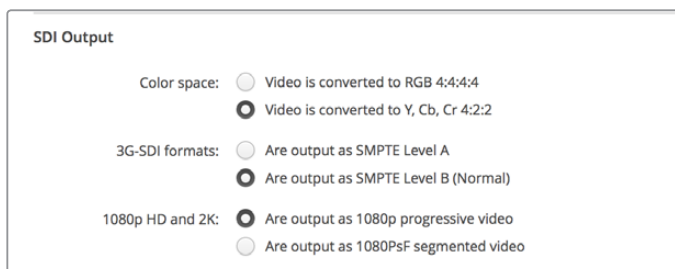 SDI Output
Color space: Video is converted to RGB 4:4:4:4
Video is converted to Y, Cb, Cr 4:2:2
3G-SDI formats: Are output as SMPTE Level A
Are output as SMPTE Level B (Normal)
1080p HD and 2K: Are output as 1080p progressive video
Are output as 1080PsF segmented video